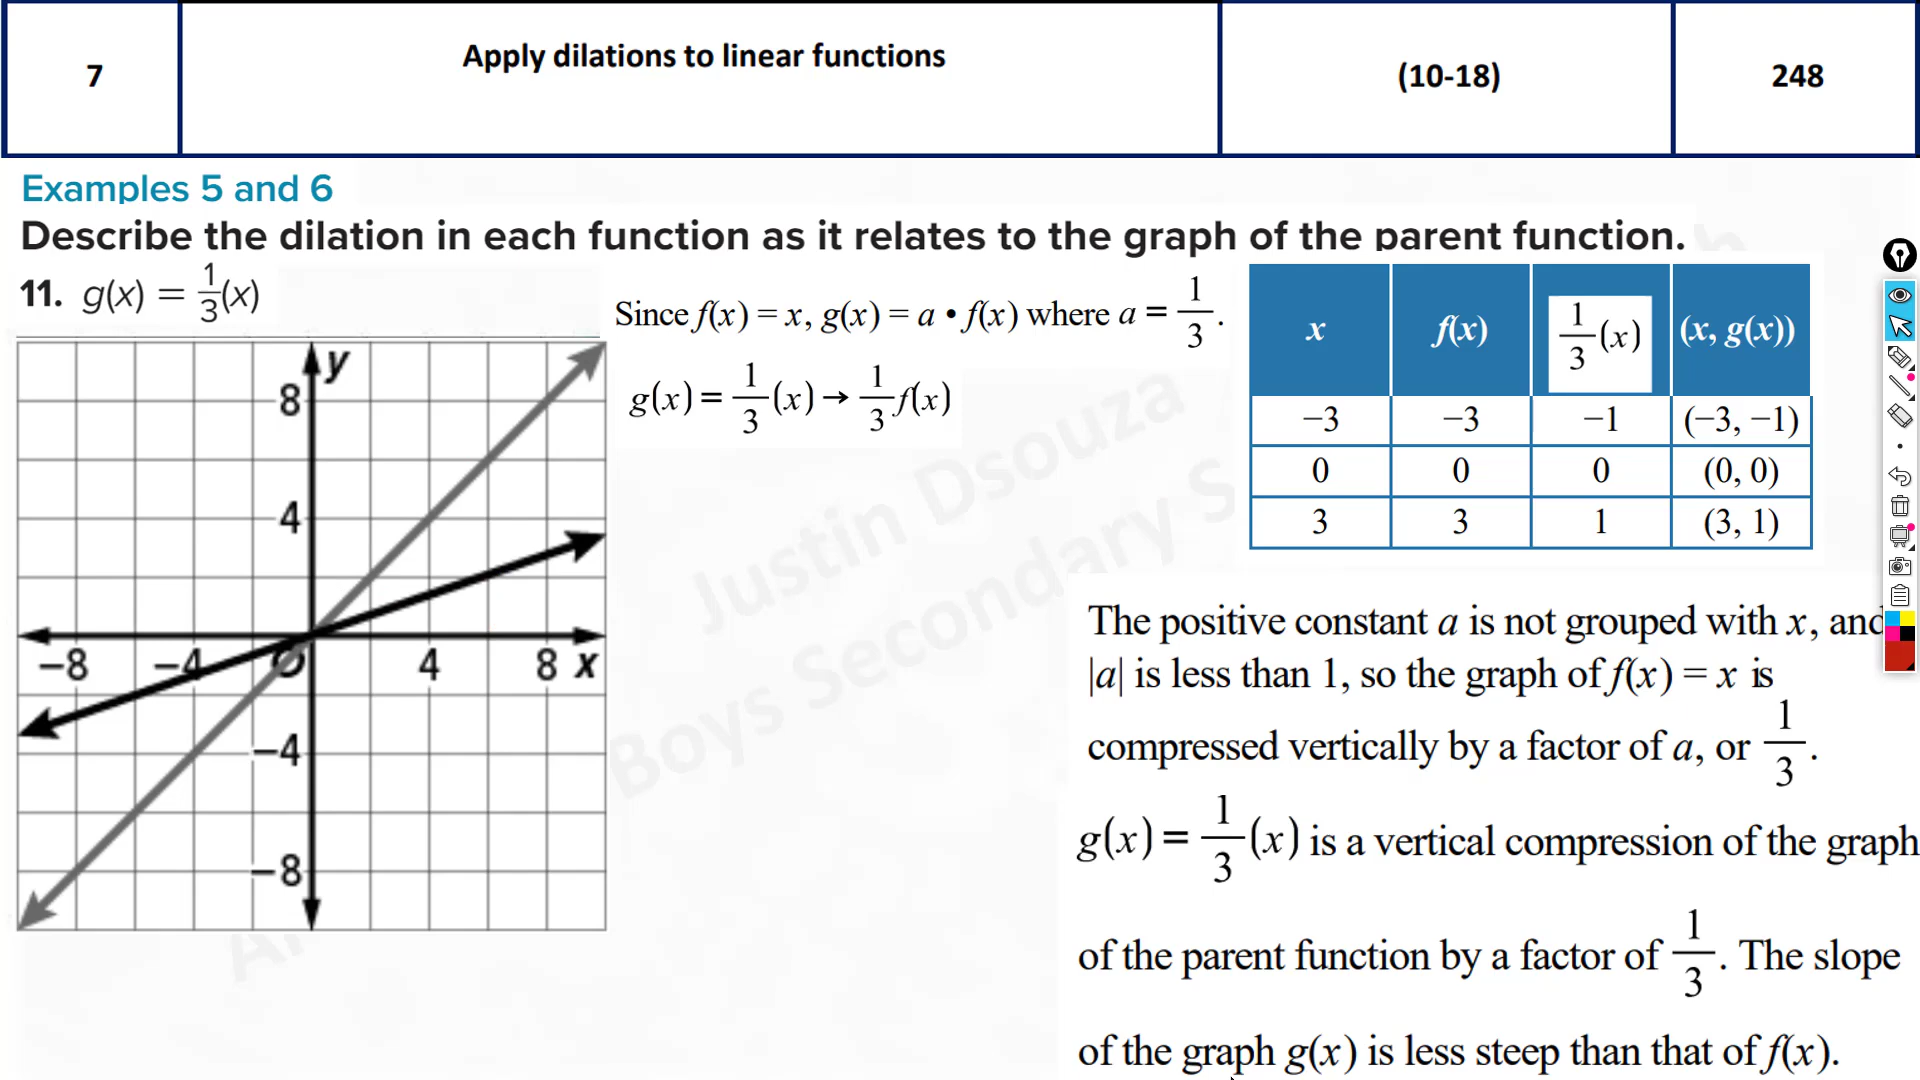 7
Apply dilations to linear functions
(10-18)
248
Examples 5 and 6
Describe the dilation in each function as it relates to the graph of the parent function.
11. g(x) = 1/3(x)
Since f(x) = x, g(x) = a • f(x) where a = 1/3.
g(x) = 1/3(x) → 1/3 f(x)
x f(x) 1/3(x) (x, g(x))
−3 −3 −1 (−3, −1)
0 0 0 (0, 0)
3 3 1 (3, 1)
y
8
4
−8 −4 O 4 8 x
−4
−8
The positive constant a is not grouped with x, and
|a| is less than 1, so the graph of f(x) = x is
compressed vertically by a factor of a, or 1/3.
g(x) = 1/3(x) is a vertical compression of the graph
of the parent function by a factor of 1/3. The slope
of the graph g(x) is less steep than that of f(x).
Justin Dsouza
Boys Secondary S